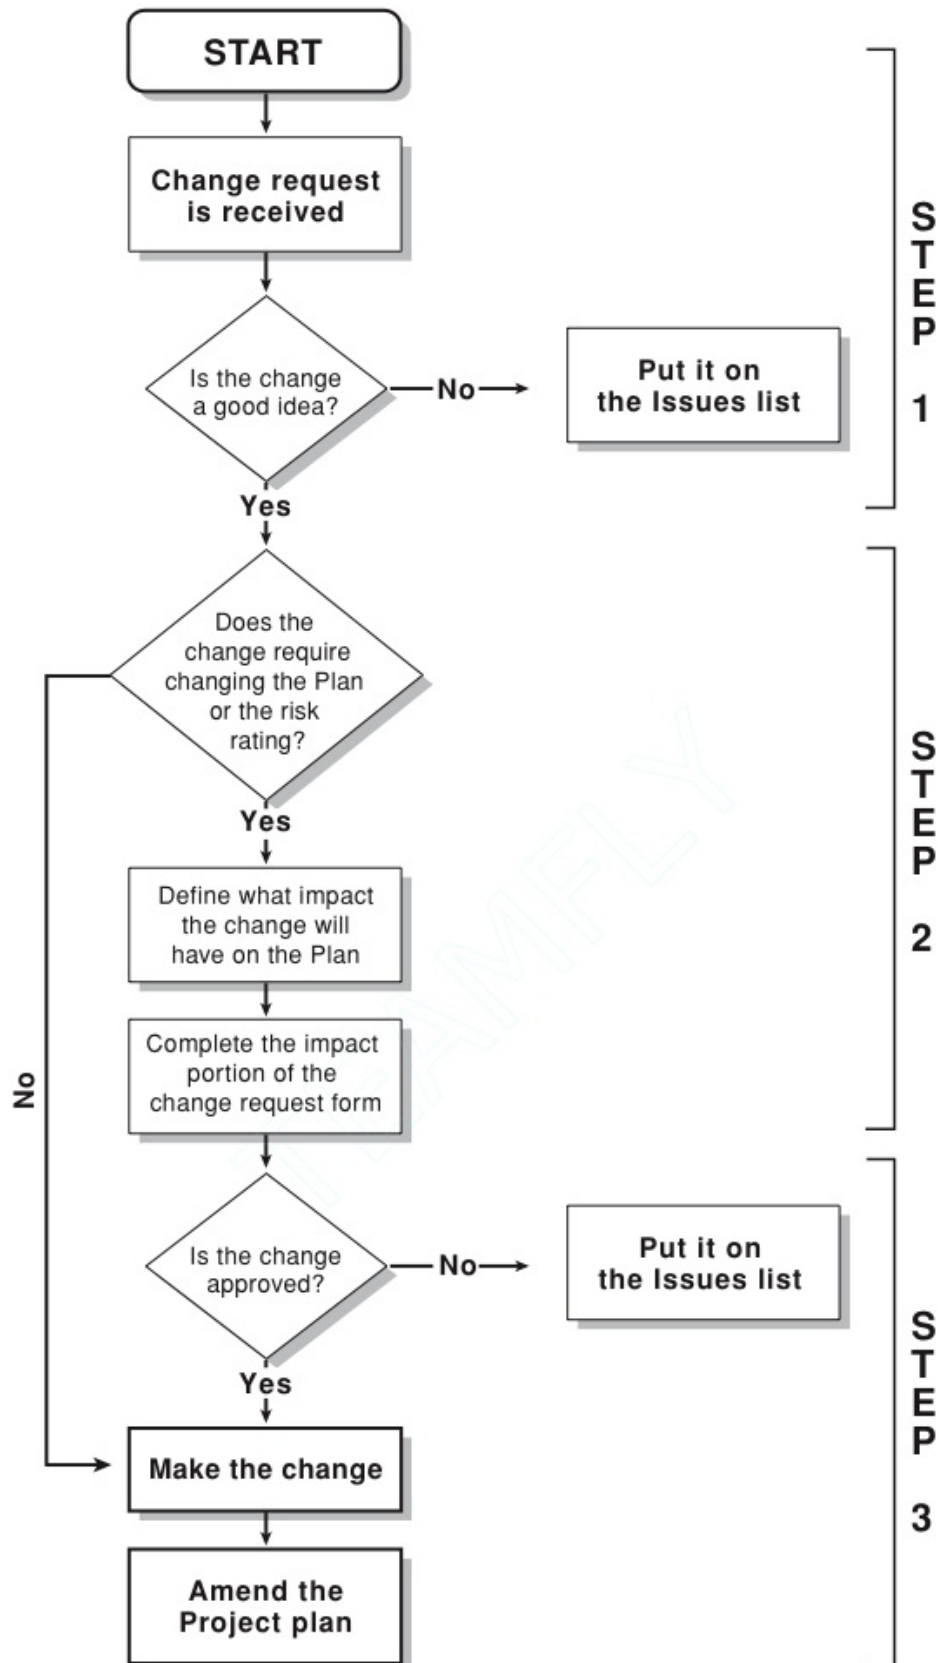 START
Change request
is received
Is the change
a good idea?
No
Put it on
the Issues list
Yes
STEP 1
Does the
change require
changing the Plan
or the risk
rating?
Yes
Define what impact
the change will
have on the Plan
Complete the impact
portion of the
change request form
No
STEP 2
Is the change
approved?
No
Put it on
the Issues list
Yes
Make the change
Amend the
Project plan
STEP 3
TEAMFLY